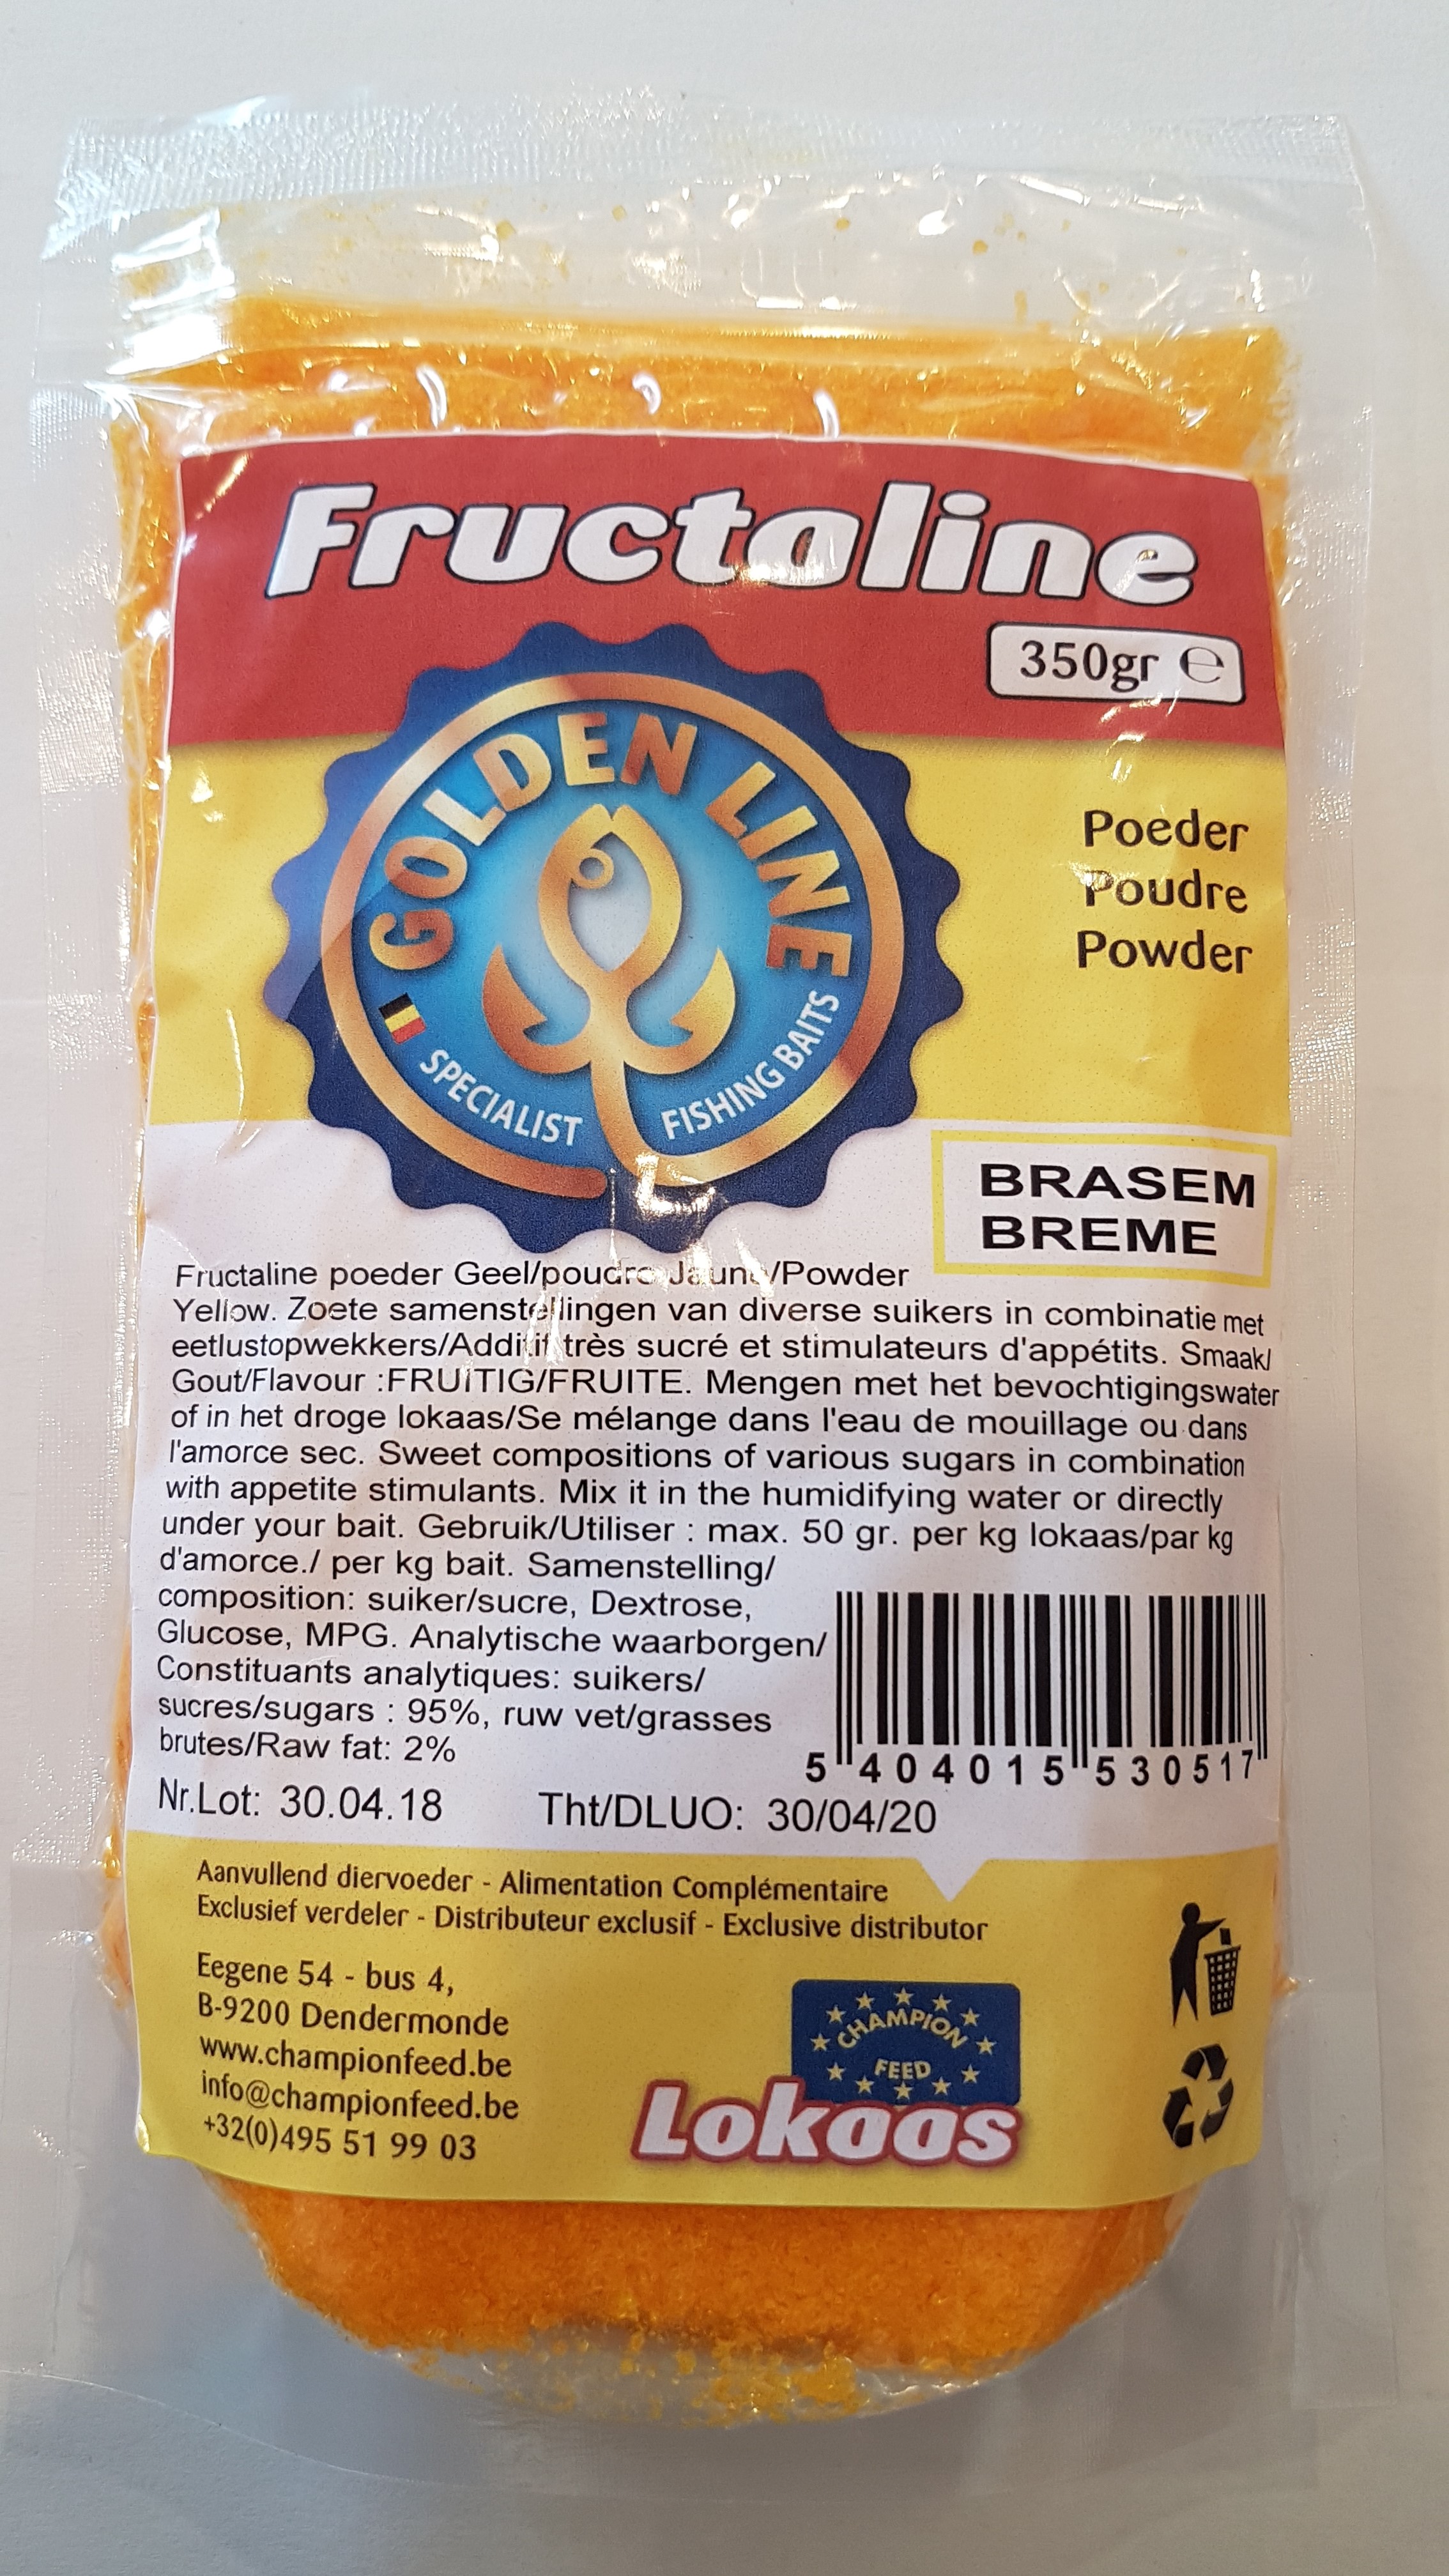 Fructaline
350gr e
GOLDEN LINE
SPECIALIST FISHING BAITS
Poeder
Poudre
Powder
BRASEM
BREME
Fructaline poeder Geel/poudre Jaune/Powder
Yellow. Zoete samenstellingen van diverse suikers in combinatie met
eetlustopwekkers/Additif très sucré et stimulateurs d'appétits. Smaak/
Gout/Flavour :FRUITIG/FRUITE. Mengen met het bevochtigingswater
of in het droge lokaas/Se mélange dans l'eau de mouillage ou dans
l'amorce sec. Sweet compositions of various sugars in combination
with appetite stimulants. Mix it in the humidifying water or directly
under your bait. Gebruik/Utiliser : max. 50 gr. per kg lokaas/par kg
d'amorce./ per kg bait. Samenstelling/
composition: suiker/sucre, Dextrose,
Glucose, MPG. Analytische waarborgen/
Constituants analytiques: suikers/
sucres/sugars : 95%, ruw vet/grasses
brutes/Raw fat: 2%
5 404015 530517
Nr.Lot: 30.04.18 Tht/DLUO: 30/04/20
Aanvullend diervoeder - Alimentation Complémentaire
Exclusief verdeler - Distributeur exclusif - Exclusive distributor
Eegene 54 - bus 4,
B-9200 Dendermonde
www.championfeed.be
info@championfeed.be
+32(0)495 51 99 03
CHAMPION
FEED
Lokaas